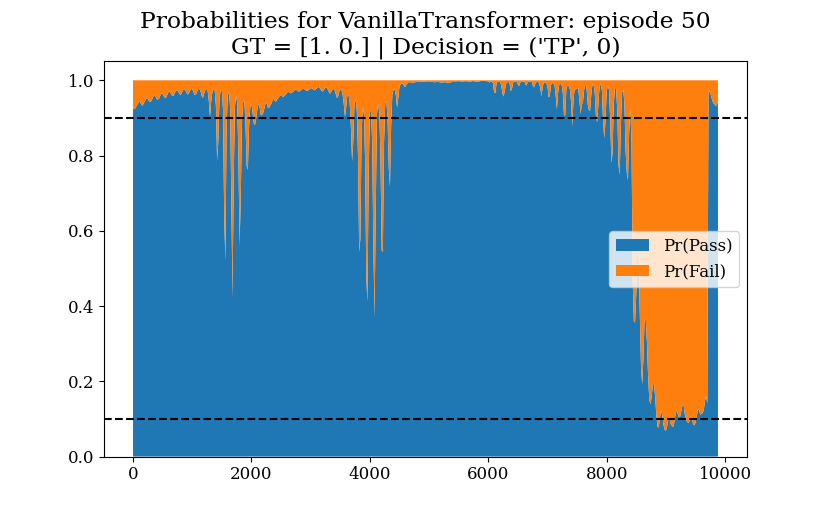 Probabilities for VanillaTransformer: episode 50
GT = [1. 0.] | Decision = ('TP', 0)
1.0
0.8
0.6
0.4
0.2
0.0
Pr(Pass)
Pr(Fail)
0 2000 4000 6000 8000 10000